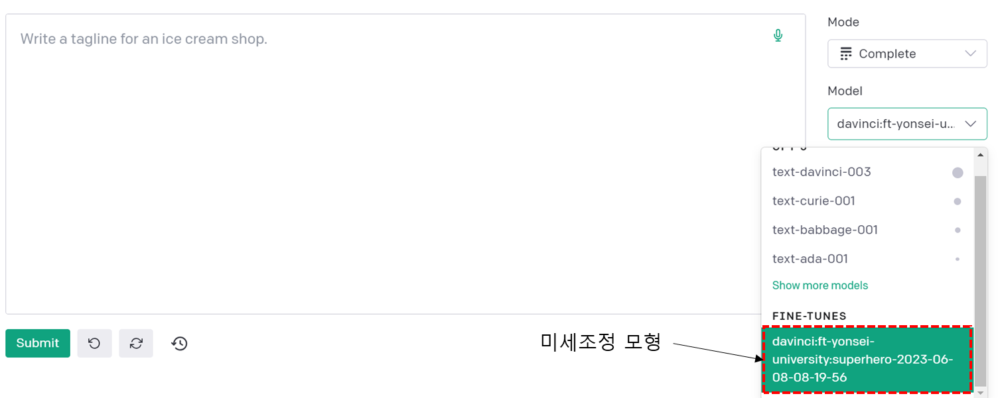 Write a tagline for an ice cream shop.
Mode
Complete
Model
davinci:ft-yonsei-u...
text-davinci-003
text-curie-001
text-babbage-001
text-ada-001
Show more models
FINE-TUNES
davinci:ft-yonsei-
university:superhero-2023-06-
08-08-19-56
Submit
미세조정 모형